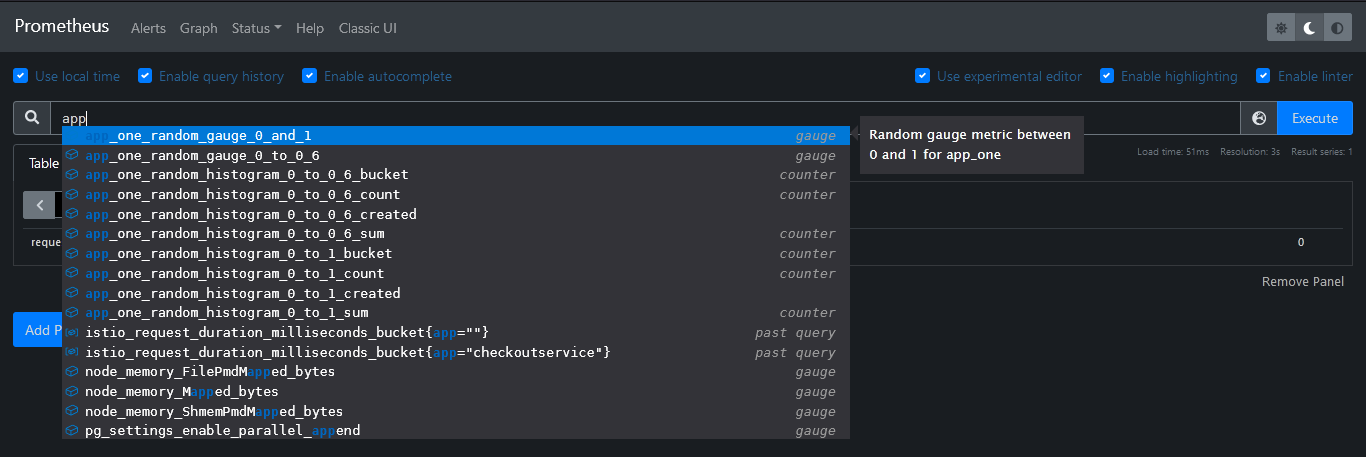 Prometheus Alerts Graph Status Help Classic UI
Use local time Enable query history Enable autocomplete Use experimental editor Enable highlighting Enable linter
app Execute
app_one_random_gauge_0_and_1 gauge
Random gauge metric between
0 and 1 for app_one
app_one_random_gauge_0_to_0_6 gauge
Table Load time: 51ms Resolution: 3s Result series: 1
app_one_random_histogram_0_to_0_6_bucket counter
app_one_random_histogram_0_to_0_6_count counter
app_one_random_histogram_0_to_0_6_created
app_one_random_histogram_0_to_0_6_sum counter
reque 0
app_one_random_histogram_0_to_1_bucket counter
app_one_random_histogram_0_to_1_count counter
Remove Panel
app_one_random_histogram_0_to_1_created
app_one_random_histogram_0_to_1_sum counter
Add P
istio_request_duration_milliseconds_bucket{app=""} past query
istio_request_duration_milliseconds_bucket{app="checkoutservice"} past query
node_memory_FilePmdMapped_bytes gauge
node_memory_Mapped_bytes gauge
node_memory_ShmemPmdMapped_bytes gauge
pg_settings_enable_parallel_append gauge